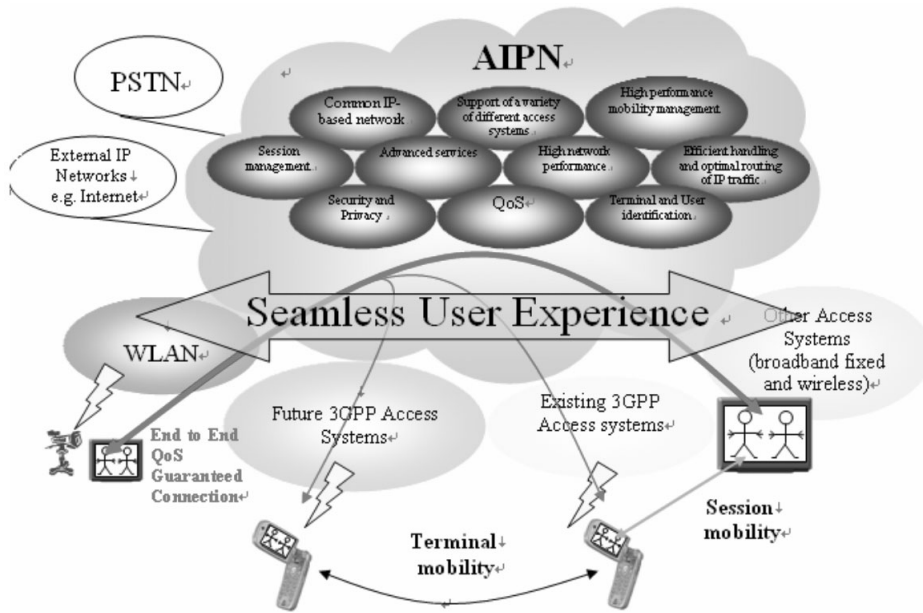 AIPN
PSTN
External IP
Networks
e.g. Internet
Common IP-
based network
Support of a variety
of different access
systems
High performance
mobility management
Session
management
Advanced services
High network
performance
Efficient handling
and optimal routing
of IP traffic
Security and
Privacy
QoS
Terminal and User
identification
Seamless User Experience
WLAN
Other Access
Systems
(broadband fixed
and wireless)
Future 3GPP Access
Systems
Existing 3GPP
Access systems
End to End
QoS
Guaranteed
Connection
Terminal
mobility
Session
mobility